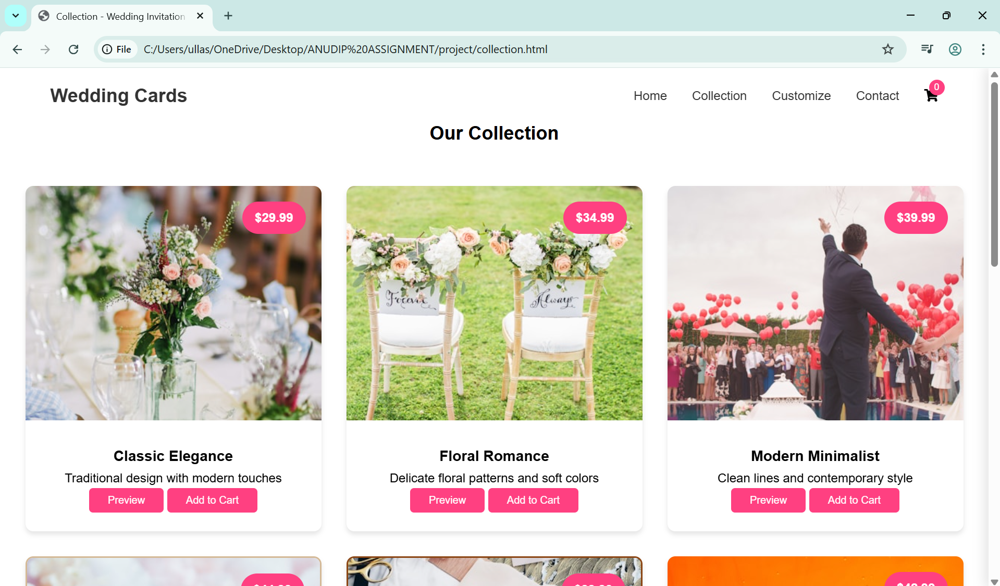 Collection - Wedding Invitation
File C:/Users/ullas/OneDrive/Desktop/ANUDIP%20ASSIGNMENT/project/collection.html
Wedding Cards
Home Collection Customize Contact 0
Our Collection
$29.99 $34.99 $39.99
Forever Always
Classic Elegance Floral Romance Modern Minimalist
Traditional design with modern touches Delicate floral patterns and soft colors Clean lines and contemporary style
Preview Add to Cart Preview Add to Cart Preview Add to Cart